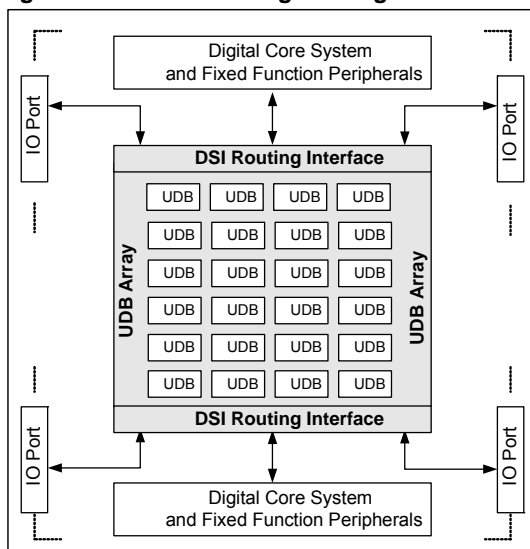 Digital Core System
and Fixed Function Peripherals
IO Port
IO Port
DSI Routing Interface
UDB UDB UDB UDB
UDB UDB UDB UDB
UDB Array
UDB Array
UDB UDB UDB UDB
UDB UDB UDB UDB
UDB UDB UDB UDB
UDB UDB UDB UDB
DSI Routing Interface
IO Port
IO Port
Digital Core System
and Fixed Function Peripherals